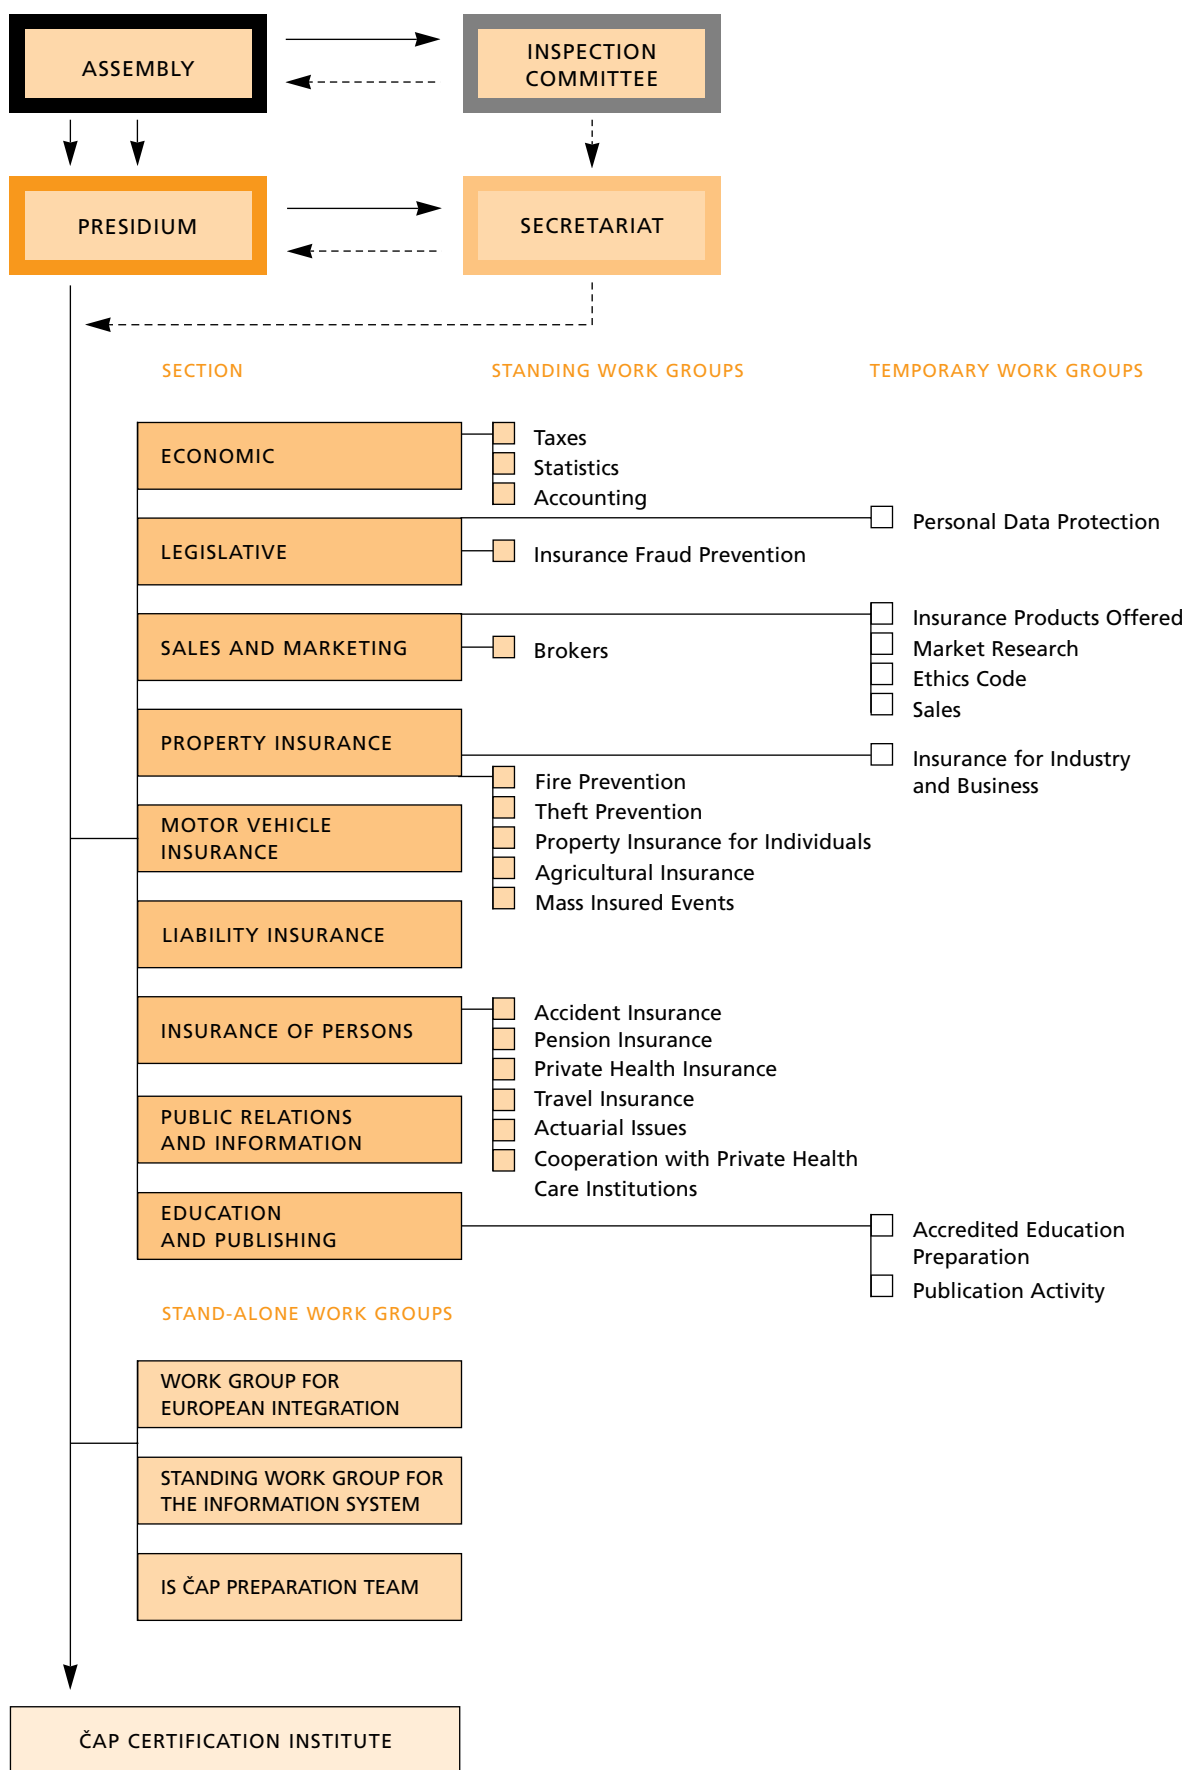 ASSEMBLY
INSPECTION
COMMITTEE
PRESIDIUM
SECRETARIAT
SECTION
STANDING WORK GROUPS
TEMPORARY WORK GROUPS
ECONOMIC
Taxes
Statistics
Accounting
LEGISLATIVE
Insurance Fraud Prevention
Personal Data Protection
SALES AND MARKETING
Brokers
Insurance Products Offered
Market Research
Ethics Code
Sales
PROPERTY INSURANCE
Fire Prevention
Theft Prevention
Property Insurance for Individuals
Agricultural Insurance
Mass Insured Events
Insurance for Industry
and Business
MOTOR VEHICLE
INSURANCE
LIABILITY INSURANCE
INSURANCE OF PERSONS
Accident Insurance
Pension Insurance
Private Health Insurance
Travel Insurance
Actuarial Issues
Cooperation with Private Health
Care Institutions
PUBLIC RELATIONS
AND INFORMATION
EDUCATION
AND PUBLISHING
Accredited Education
Preparation
Publication Activity
STAND-ALONE WORK GROUPS
WORK GROUP FOR
EUROPEAN INTEGRATION
STANDING WORK GROUP FOR
THE INFORMATION SYSTEM
IS ČAP PREPARATION TEAM
ČAP CERTIFICATION INSTITUTE